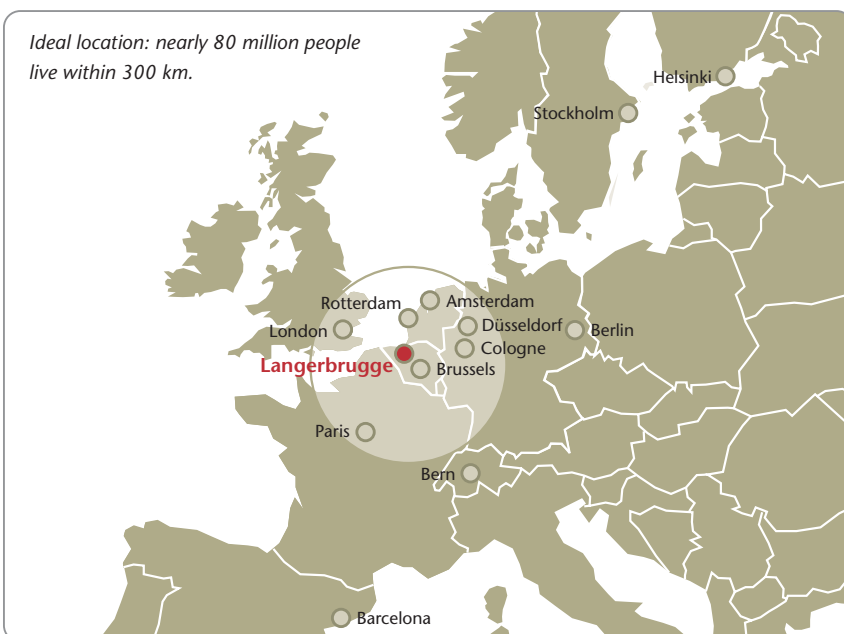 Ideal location: nearly 80 million people
live within 300 km.
Helsinki
Stockholm
Rotterdam
Amsterdam
London
Düsseldorf
Berlin
Cologne
Langerbrugge
Brussels
Paris
Bern
Barcelona